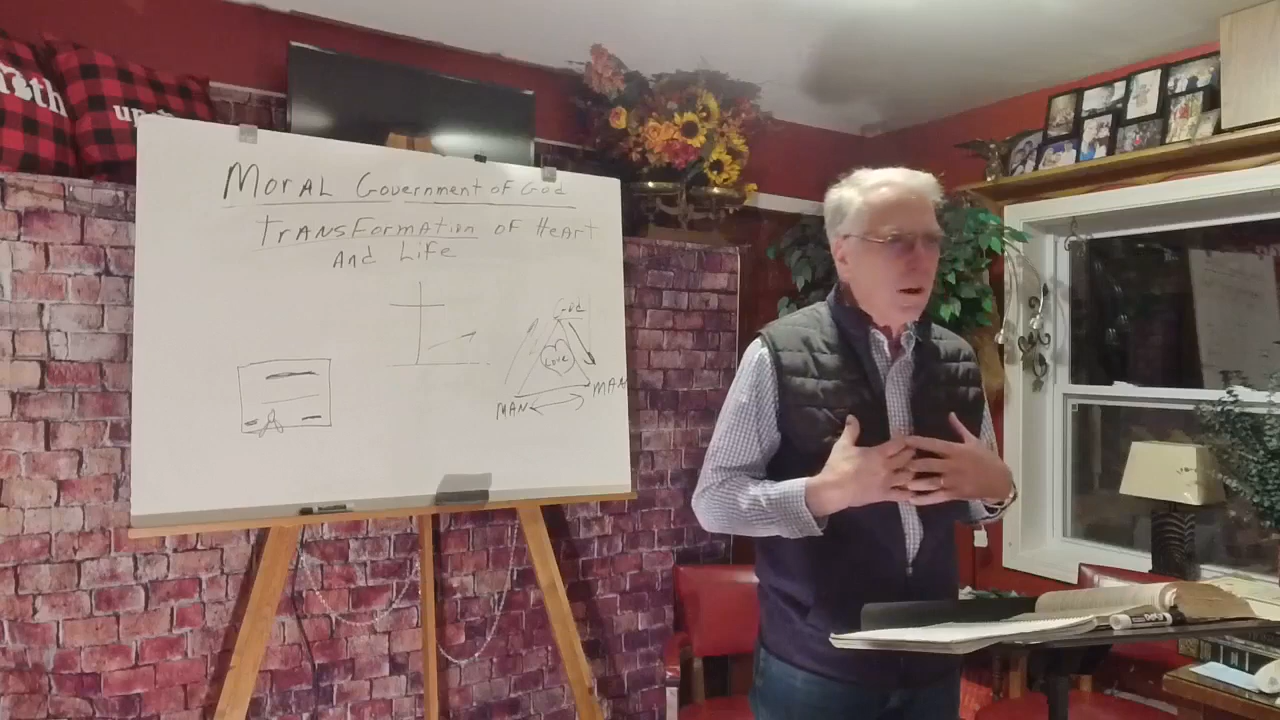 MORAL Government of God
TRANSFormation of Heart
And Life
God
Love
MAN
MAN